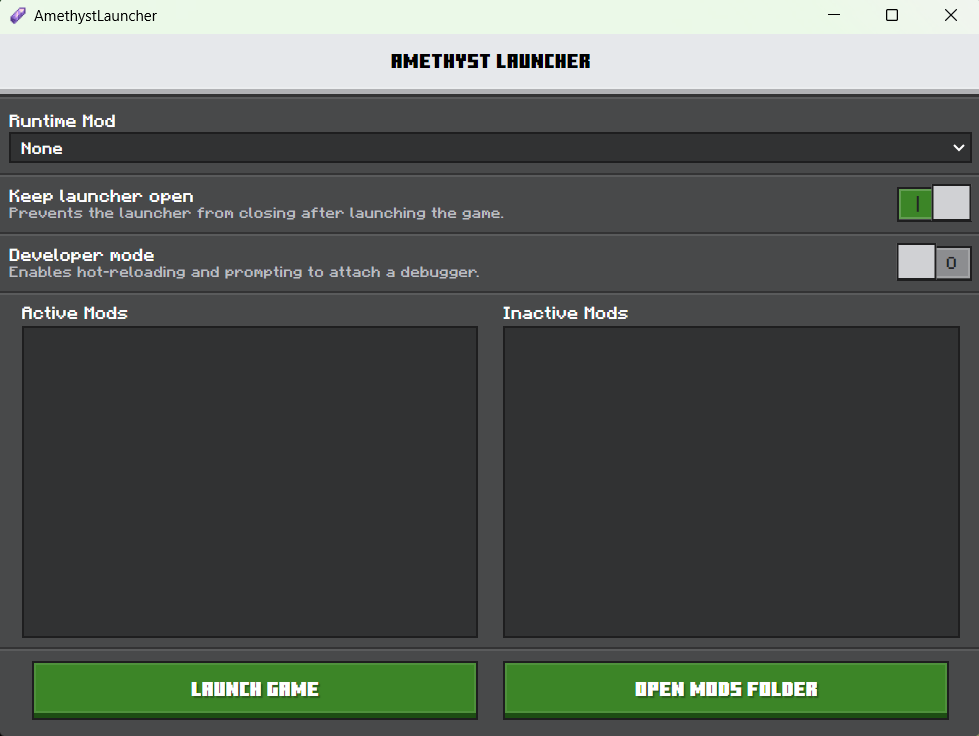 AmethystLauncher
AMETHYST LAUNCHER
Runtime Mod
None
Keep launcher open
Prevents the launcher from closing after launching the game.
Developer mode
Enables hot-reloading and prompting to attach a debugger.
Active Mods
Inactive Mods
LAUNCH GAME
OPEN MODS FOLDER